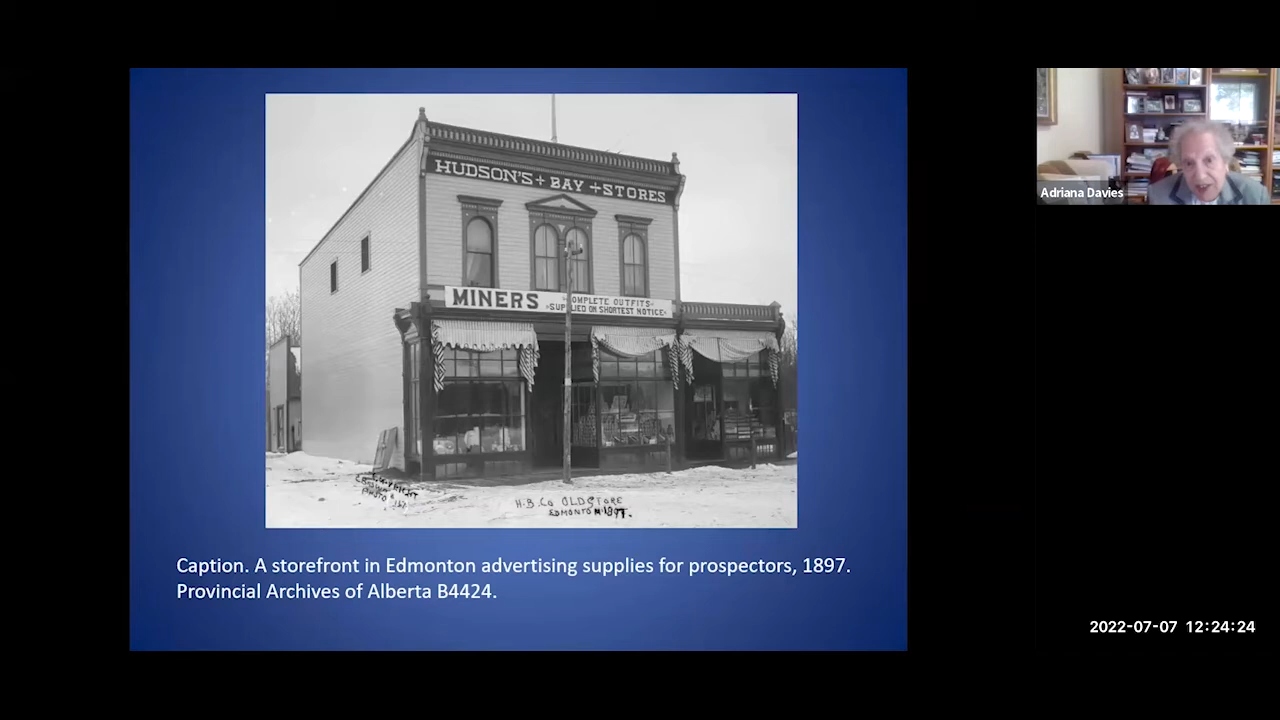 HUDSON'S + BAY + STORES
MINERS
COMPLETE OUTFITS
SUPPLIED ON SHORTEST NOTICE
H.B. Co OLD STORE
EDMONTON
Caption. A storefront in Edmonton advertising supplies for prospectors, 1897.
Provincial Archives of Alberta B4424.
Adriana Davies
2022-07-07 12:24:24